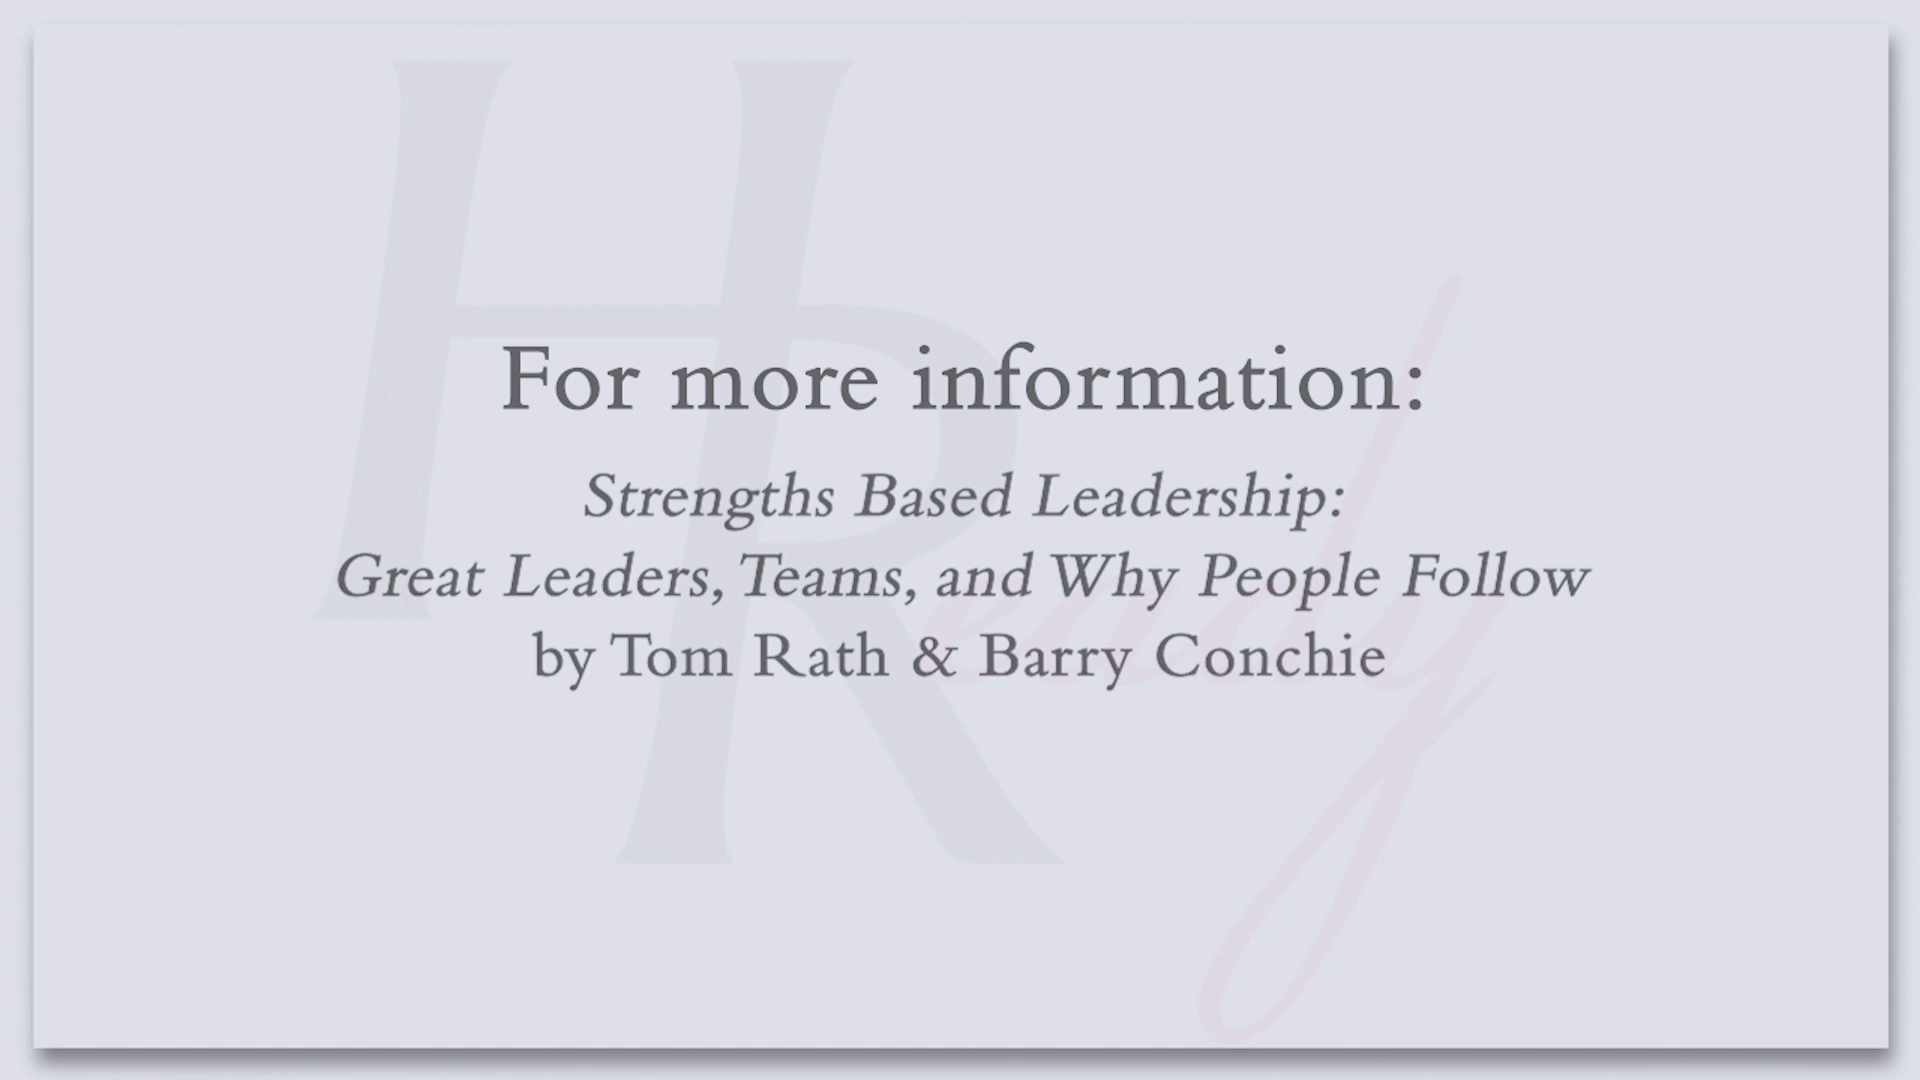 For more information:
Strengths Based Leadership:
Great Leaders, Teams, and Why People Follow
by Tom Rath & Barry Conchie